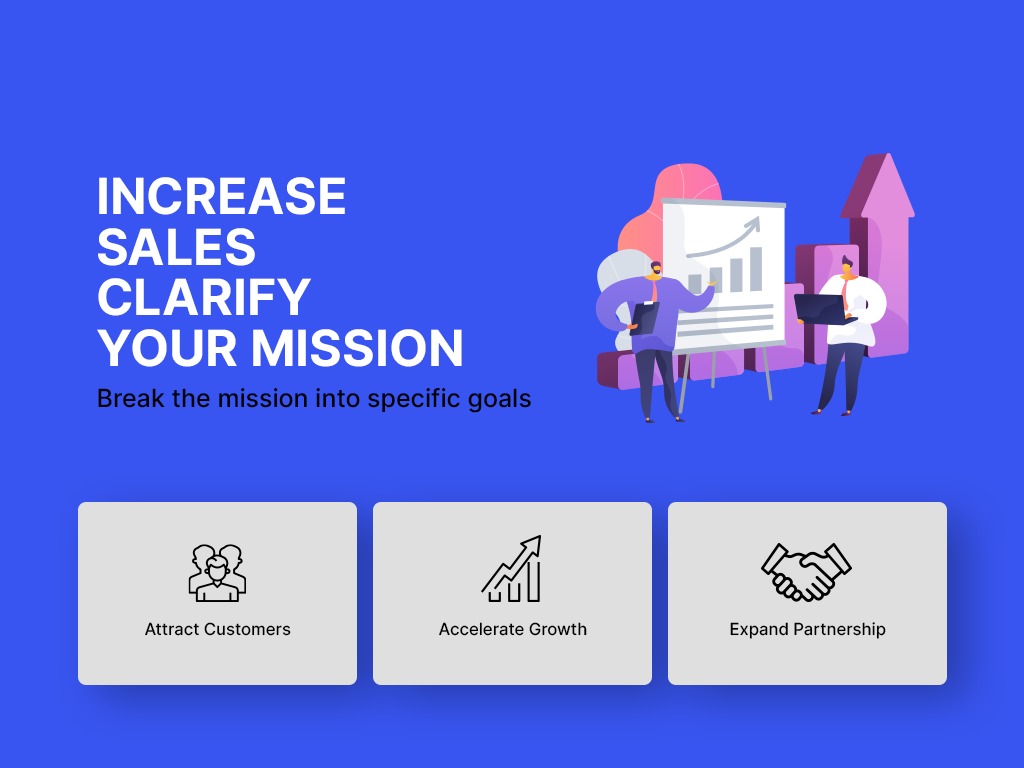 INCREASE
SALES
CLARIFY
YOUR MISSION
Break the mission into specific goals
Attract Customers
Accelerate Growth
Expand Partnership